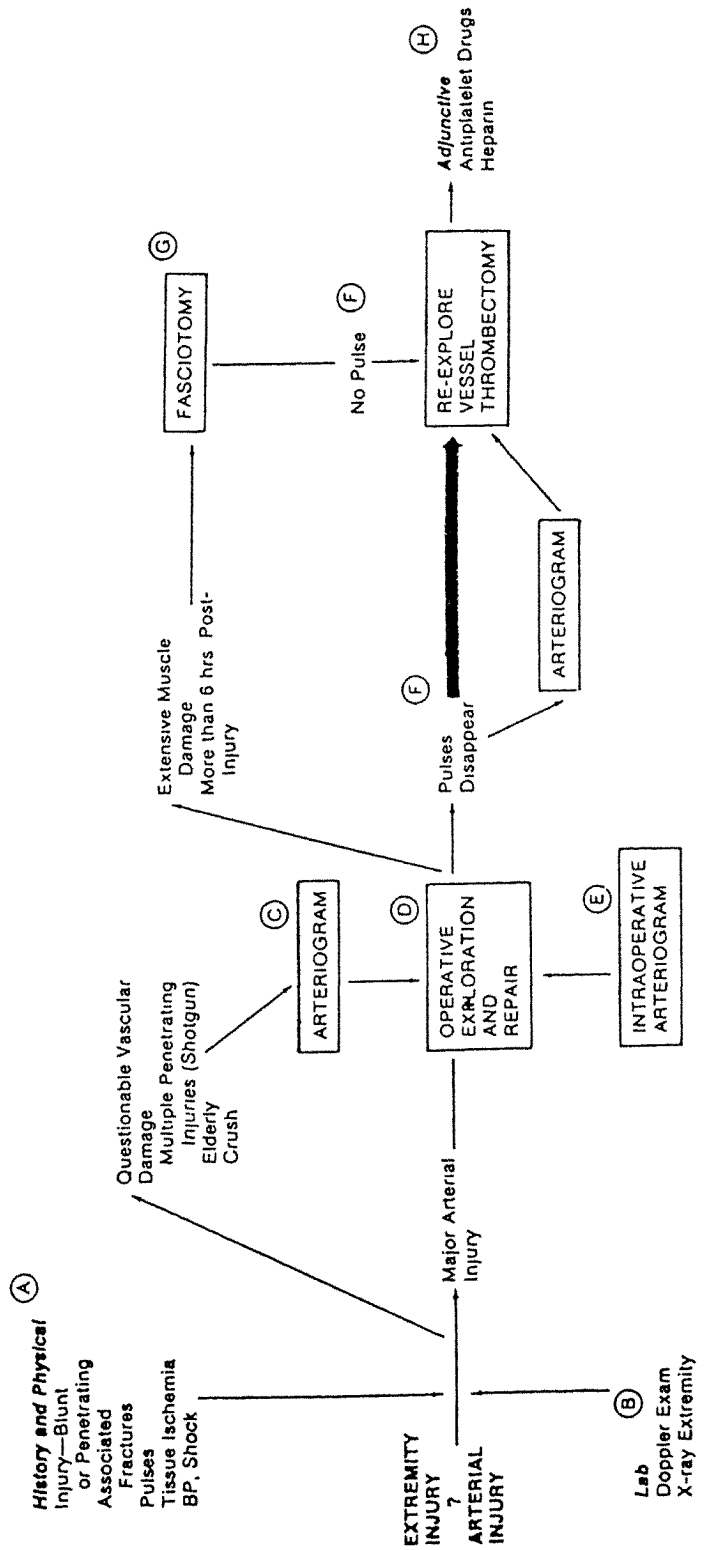 A
History and Physical
Injury—Blunt
or Penetrating
Associated
Fractures
Pulses
Tissue Ischemia
BP, Shock
EXTREMITY
INJURY
?
ARTERIAL
INJURY
B
Lab
Doppler Exam
X-ray Extremity
Questionable Vascular
Damage
Multiple Penetrating
Injuries (Shotgun)
Elderly
Crush
Major Arterial
Injury
C
ARTERIOGRAM
D
OPERATIVE
EXPLORATION
AND
REPAIR
E
INTRAOPERATIVE
ARTERIOGRAM
Extensive Muscle
Damage
More than 6 hrs Post-
Injury
Pulses
Disappear
F
ARTERIOGRAM
G
FASCIOTOMY
No Pulse
F
RE-EXPLORE
VESSEL
THROMBECTOMY
H
Adjunctive
Antiplatelet Drugs
Heparin